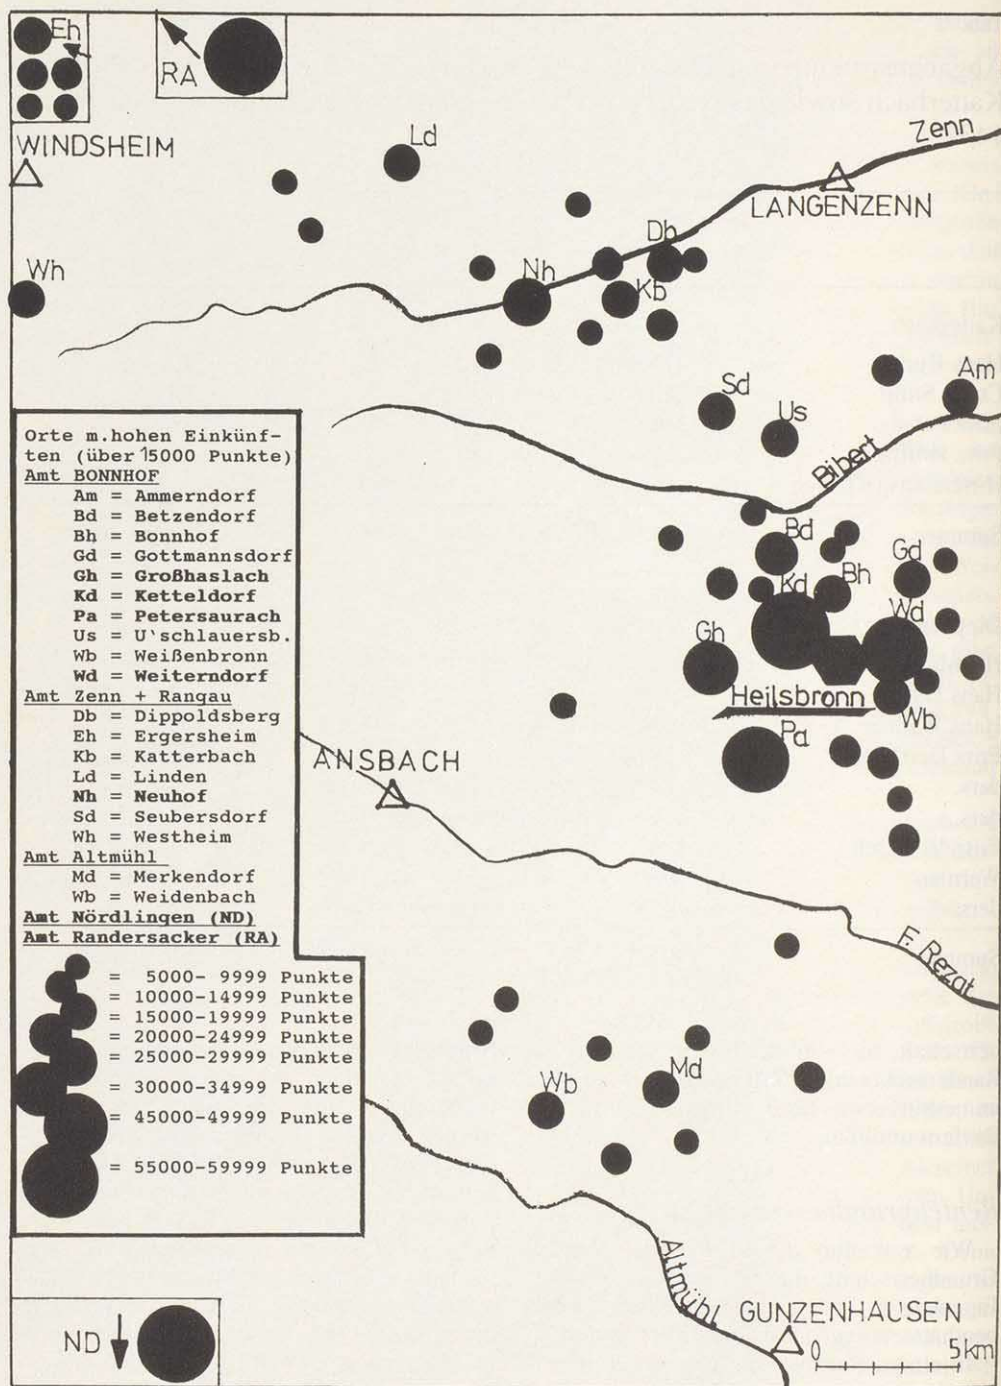 Eh
RA
WINDSHEIM
Ld
Zenn
LANGENZENN
Wh
Nh
Db
Kb
Sd
Us
Am
Bibert
Orte m.hohen Einkünf-
ten (über 15000 Punkte)
Amt BONNHOF
Am = Ammerndorf
Bd = Betzendorf
Bh = Bonnhof
Gd = Gottmannsdorf
Gh = Großhaslach
Kd = Ketteldorf
Pa = Petersaurach
Us = U'schlauersb.
Wb = Weißenbronn
Wd = Weiterndorf
Amt Zenn + Rangau
Db = Dippoldsberg
Eh = Ergersheim
Kb = Katterbach
Ld = Linden
Nh = Neuhof
Sd = Seubersdorf
Wh = Westheim
Amt Altmühl
Md = Merkendorf
Wb = Weidenbach
Amt Nördlingen (ND)
Amt Randersacker (RA)
= 5000- 9999 Punkte
= 10000-14999 Punkte
= 15000-19999 Punkte
= 20000-24999 Punkte
= 25000-29999 Punkte
= 30000-34999 Punkte
= 45000-49999 Punkte
= 55000-59999 Punkte
Bd
Kd
Bh
Gd
Wd
Gh
Heilsbronn
Wb
Pa
ANSBACH
F. Rezat
Wb
Md
Altmühl
ND
GUNZENHAUSEN
0 5km